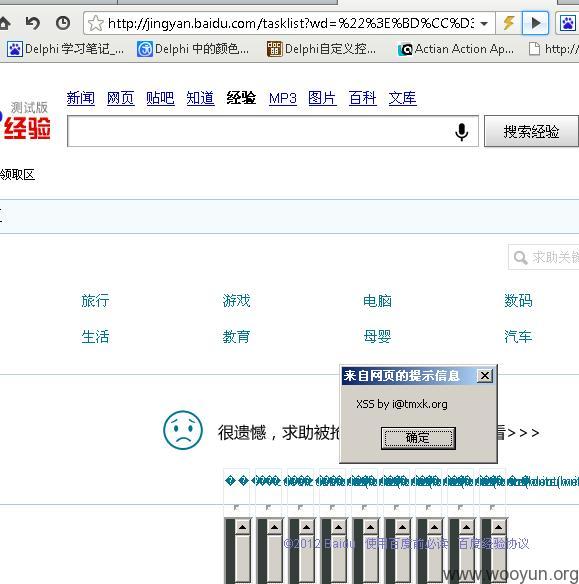 http://jingyan.baidu.com/tasklist?wd=%22%3E%BD%CC%D3
Delphi 学习笔记_... Delphi 中的颜色... Delphi自定义控... Actian Action Ap... http://
测试版
经验
新闻 网页 贴吧 知道 经验 MP3 图片 百科 文库
搜索经验
领取区
求助关键
旅行 游戏 电脑 数码
生活 教育 母婴 汽车
来自网页的提示信息
XSS by i@tmxk.org
确定
很遗憾，求助被抢 看>>>
©2012 Baidu 使用百度前必读 百度经验协议
www.wooyun.org